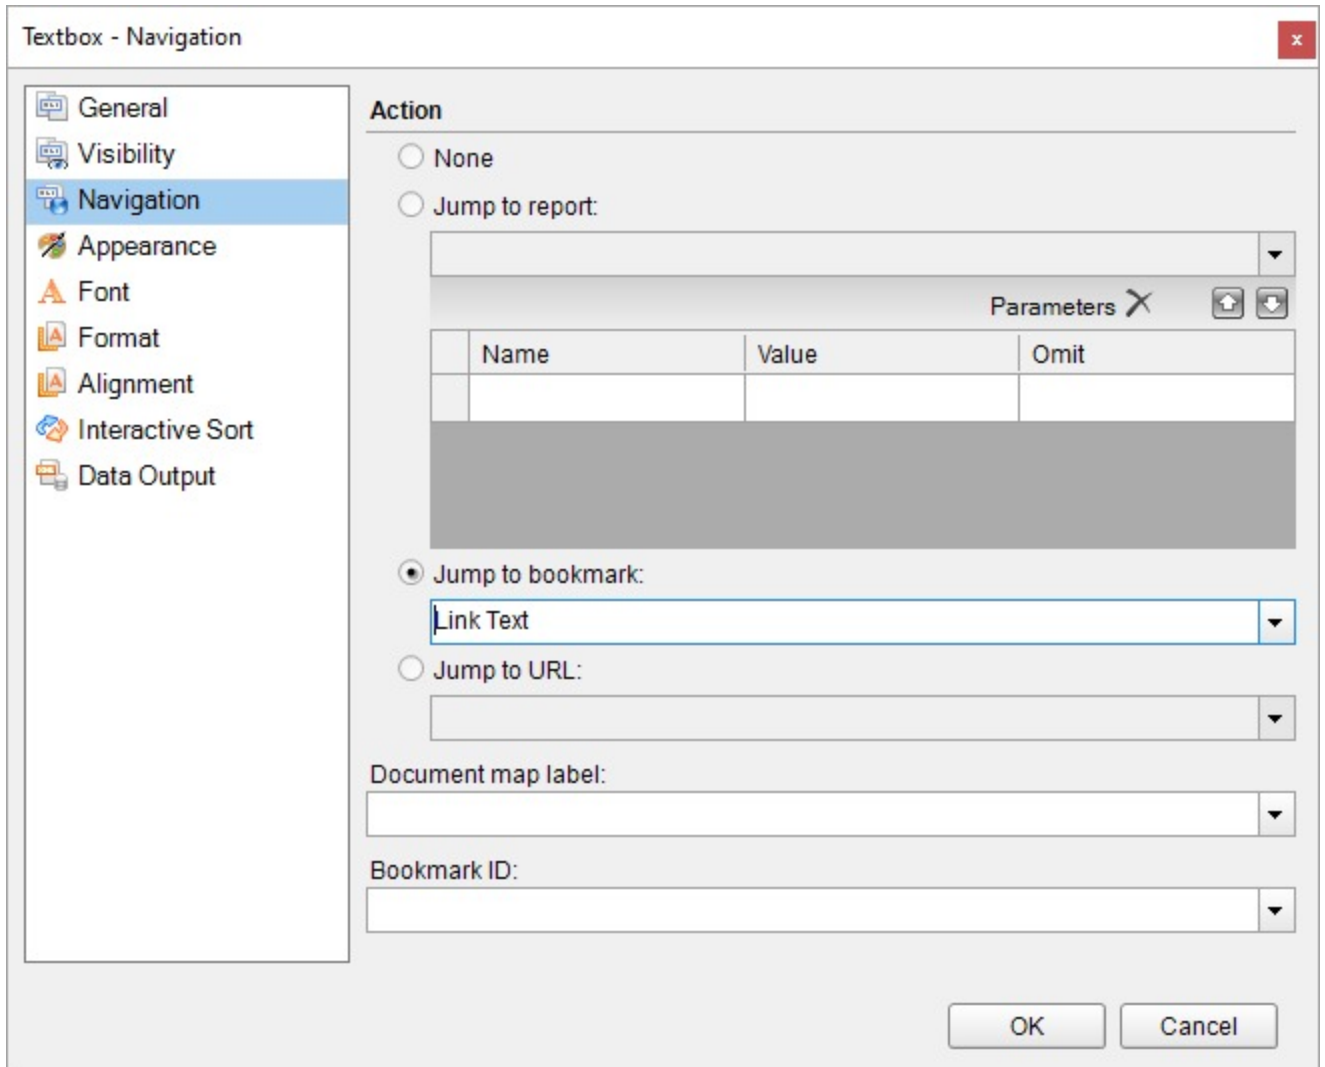 Textbox - Navigation
x
General
Visibility
Navigation
Appearance
Font
Format
Alignment
Interactive Sort
Data Output
Action
None
Jump to report:
Parameters
Name Value Omit
Jump to bookmark:
Link Text
Jump to URL:
Document map label:
Bookmark ID:
OK Cancel